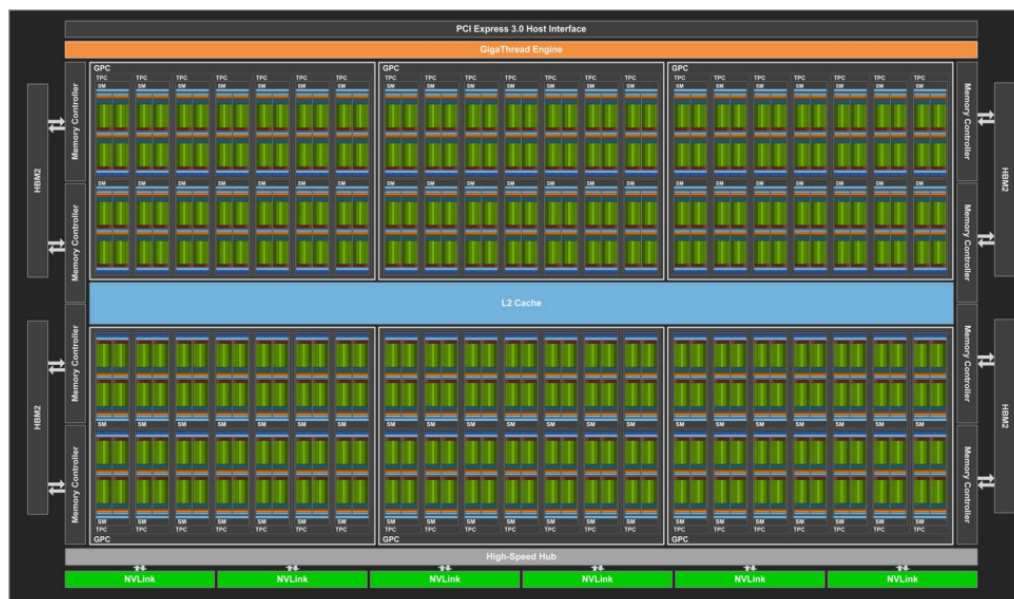 PCI Express 3.0 Host Interface
GigaThread Engine
GPC GPC GPC
TPC TPC TPC TPC TPC TPC TPC TPC TPC TPC TPC TPC TPC TPC TPC TPC TPC TPC TPC TPC TPC
SM SM SM SM SM SM SM SM SM SM SM SM SM SM SM SM SM SM SM SM SM
Memory Controller
Memory Controller
HBM2
HBM2
SM SM SM SM SM SM SM SM SM SM SM SM SM SM SM SM SM SM SM SM SM
Memory Controller
Memory Controller
L2 Cache
Memory Controller
Memory Controller
HBM2
HBM2
SM SM SM SM SM SM SM SM SM SM SM SM SM SM SM SM SM SM SM SM SM
Memory Controller
Memory Controller
SM SM SM SM SM SM SM SM SM SM SM SM SM SM SM SM SM SM SM SM SM
TPC TPC TPC TPC TPC TPC TPC TPC TPC TPC TPC TPC TPC TPC TPC TPC TPC TPC TPC TPC TPC
GPC GPC GPC
High-Speed Hub
NVLink NVLink NVLink NVLink NVLink NVLink